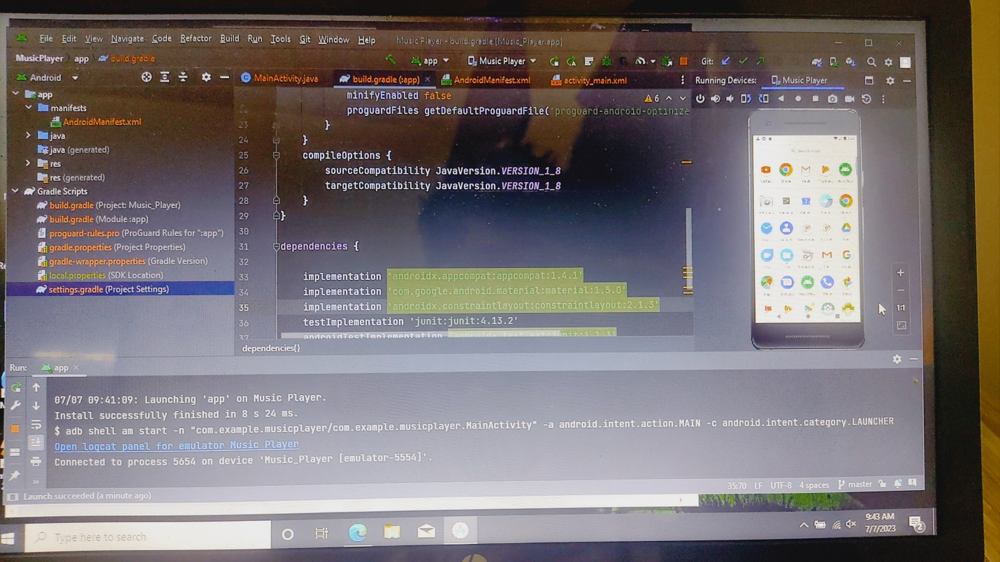 File Edit View Navigate Code Refactor Build Run Tools Git Window Help Music Player - build.gradle [Music_Player.app]
MusicPlayer app build.gradle
app Music Player Git:
Android
MainActivity.java build.gradle (:app) AndroidManifest.xml activity_main.xml
Running Devices: Music Player
app
manifests
AndroidManifest.xml
java
java (generated)
res
res (generated)
Gradle Scripts
build.gradle (Project: Music_Player)
build.gradle (Module :app)
proguard-rules.pro (ProGuard Rules for ":app")
gradle.properties (Project Properties)
gradle-wrapper.properties (Gradle Version)
local.properties (SDK Location)
settings.gradle (Project Settings)
6
minifyEnabled false
proguardFiles getDefaultProguardFile('proguard-android-optimize
23 }
24 }
25 compileOptions {
26 sourceCompatibility JavaVersion.VERSION_1_8
27 targetCompatibility JavaVersion.VERSION_1_8
28 }
29 }
30
31 dependencies {
32
33 implementation 'androidx.appcompat:appcompat:1.4.1'
34 implementation 'com.google.android.material:material:1.5.0'
35 implementation 'androidx.constraintlayout:constraintlayout:2.1.3'
36 testImplementation 'junit:junit:4.13.2'
37 androidTestImplementation 'androidx.test.ext:junit:1.1.3'
dependencies{}
1:1
Run: app
07/07 09:41:09: Launching 'app' on Music Player.
Install successfully finished in 8 s 24 ms.
$ adb shell am start -n "com.example.musicplayer/com.example.musicplayer.MainActivity" -a android.intent.action.MAIN -c android.intent.category.LAUNCHER
Open logcat panel for emulator Music Player
Connected to process 5654 on device 'Music_Player [emulator-5554]'.
Launch succeeded (a minute ago)
35:70 LF UTF-8 4 spaces master
Type here to search
9:43 AM
7/7/2023
2